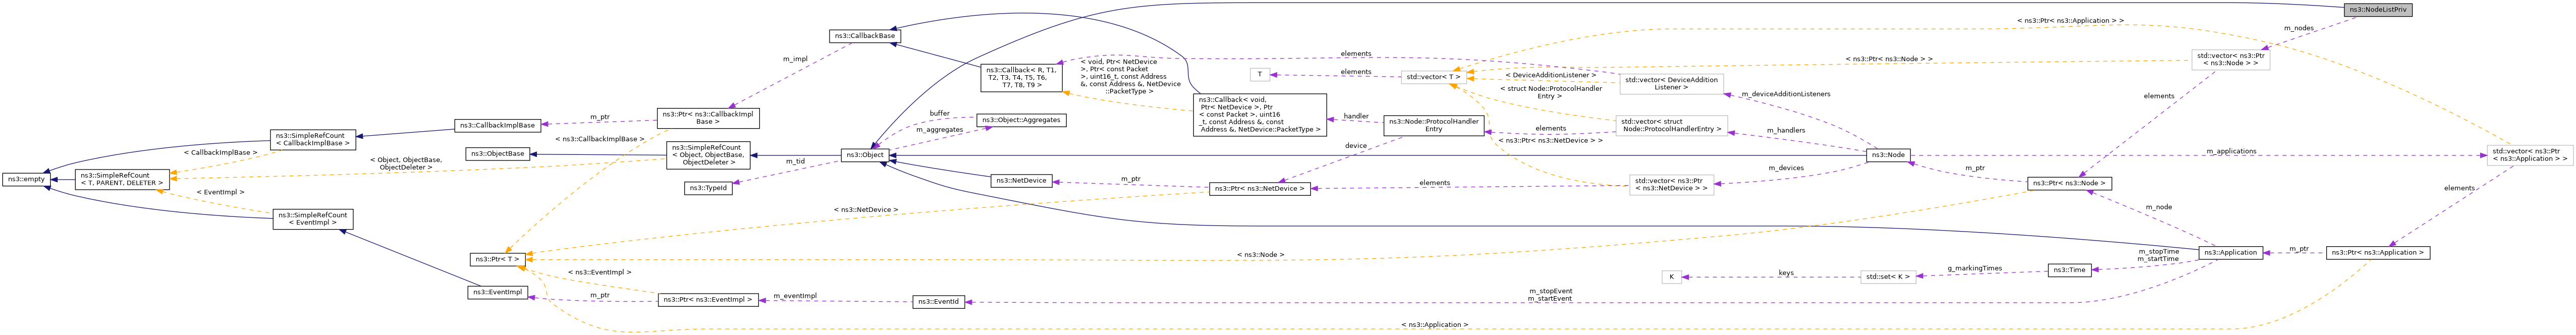 ns3::NodeListPriv
< ns3::Ptr< ns3::Application > >
m_nodes
ns3::CallbackBase
elements
std::vector< ns3::Ptr
< ns3::Node > >
m_impl
< void, Ptr< NetDevice
>, Ptr< const Packet
>, uint16_t, const Address
&, const Address &, NetDevice
::PacketType >
< ns3::Ptr< ns3::Node > >
ns3::Callback< R, T1,
T2, T3, T4, T5, T6,
T7, T8, T9 >
T
elements
std::vector< T >
< DeviceAdditionListener >
std::vector< DeviceAddition
Listener >
< struct Node::ProtocolHandler
Entry >
m_deviceAdditionListeners
elements
ns3::Callback< void,
Ptr< NetDevice >, Ptr
< const Packet >, uint16
_t, const Address &, const
Address &, NetDevice::PacketType >
buffer
ns3::Object::Aggregates
m_aggregates
handler
ns3::Node::ProtocolHandler
Entry
elements
std::vector< struct
Node::ProtocolHandlerEntry >
m_handlers
ns3::Ptr< ns3::CallbackImpl
Base >
m_ptr
ns3::CallbackImplBase
ns3::SimpleRefCount
< CallbackImplBase >
< ns3::CallbackImplBase >
< ns3::Ptr< ns3::NetDevice > >
device
< CallbackImplBase >
ns3::ObjectBase
ns3::SimpleRefCount
< Object, ObjectBase,
ObjectDeleter >
< Object, ObjectBase,
ObjectDeleter >
m_tid
ns3::Object
ns3::Node
m_applications
std::vector< ns3::Ptr
< ns3::Application > >
m_devices
m_ptr
ns3::empty
ns3::SimpleRefCount
< T, PARENT, DELETER >
ns3::TypeId
ns3::NetDevice
m_ptr
ns3::Ptr< ns3::NetDevice >
elements
std::vector< ns3::Ptr
< ns3::NetDevice > >
ns3::Ptr< ns3::Node >
elements
< EventImpl >
ns3::SimpleRefCount
< EventImpl >
< ns3::NetDevice >
m_node
ns3::Ptr< T >
< ns3::Node >
m_stopTime
m_startTime
ns3::Application
m_ptr
ns3::Ptr< ns3::Application >
< ns3::EventImpl >
K
keys
std::set< K >
g_markingTimes
ns3::Time
ns3::EventImpl
m_ptr
ns3::Ptr< ns3::EventImpl >
m_eventImpl
ns3::EventId
m_stopEvent
m_startEvent
< ns3::Application >